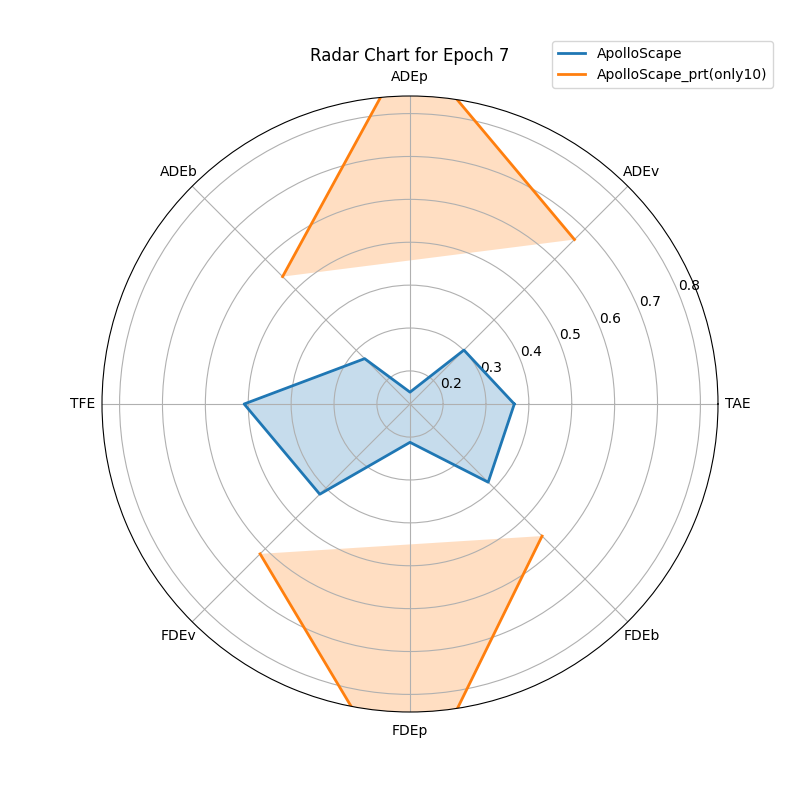 Radar Chart for Epoch 7
ApolloScape
ApolloScape_prt(only10)
ADEp
ADEb
ADEv
0.8
0.7
0.6
0.5
0.4
0.3
0.2
TFE
TAE
FDEv
FDEb
FDEp